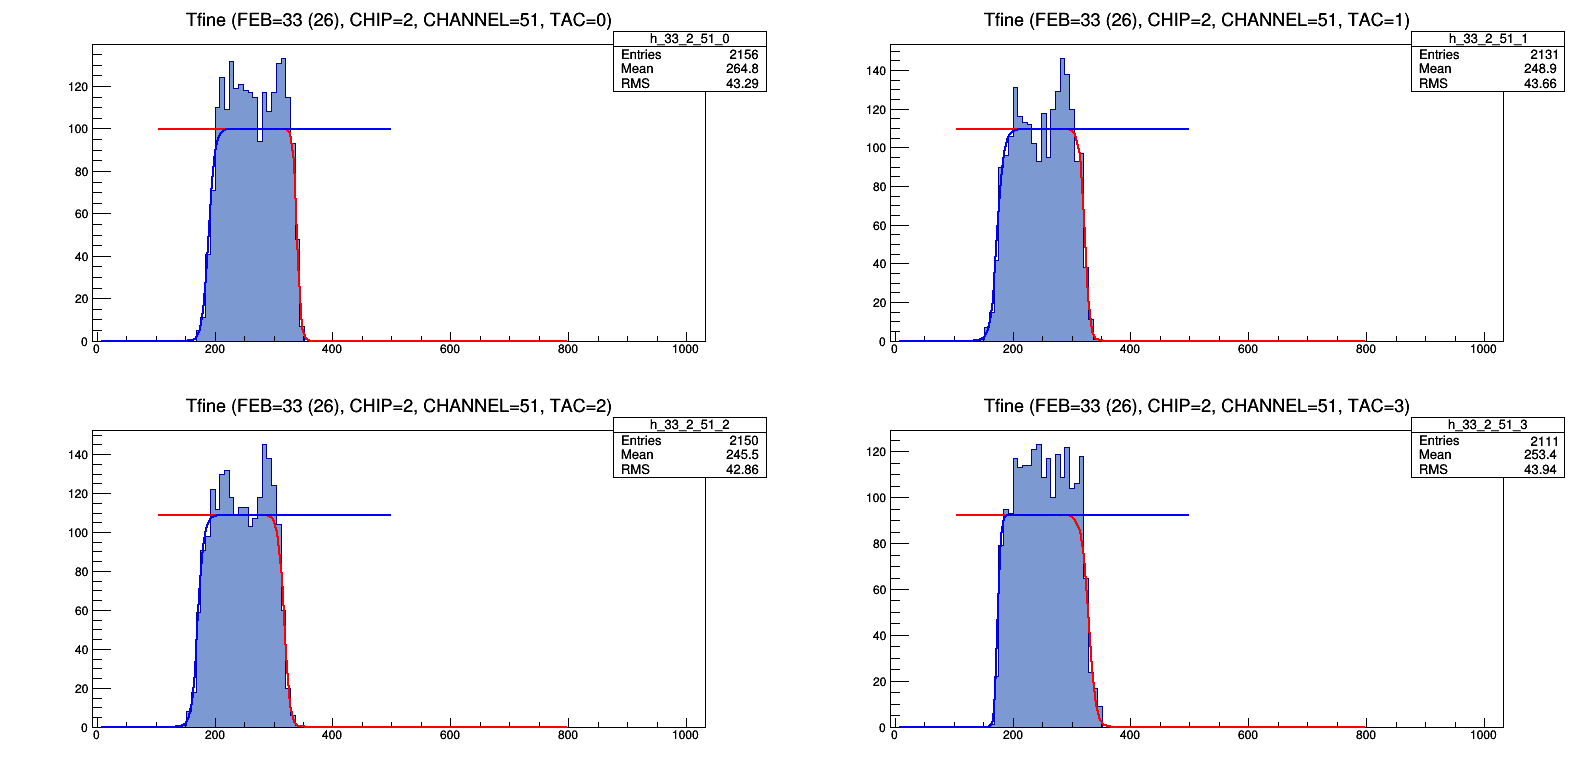 Tfine (FEB=33 (26), CHIP=2, CHANNEL=51, TAC=0)
h_33_2_51_0
Entries 2156
Mean 264.8
RMS 43.29
120
100
80
60
40
20
0
0 200 400 600 800 1000
Tfine (FEB=33 (26), CHIP=2, CHANNEL=51, TAC=1)
h_33_2_51_1
Entries 2131
Mean 248.9
RMS 43.66
140
120
100
80
60
40
20
0
0 200 400 600 800 1000
Tfine (FEB=33 (26), CHIP=2, CHANNEL=51, TAC=2)
h_33_2_51_2
Entries 2150
Mean 245.5
RMS 42.86
140
120
100
80
60
40
20
0
0 200 400 600 800 1000
Tfine (FEB=33 (26), CHIP=2, CHANNEL=51, TAC=3)
h_33_2_51_3
Entries 2111
Mean 253.4
RMS 43.94
120
100
80
60
40
20
0
0 200 400 600 800 1000